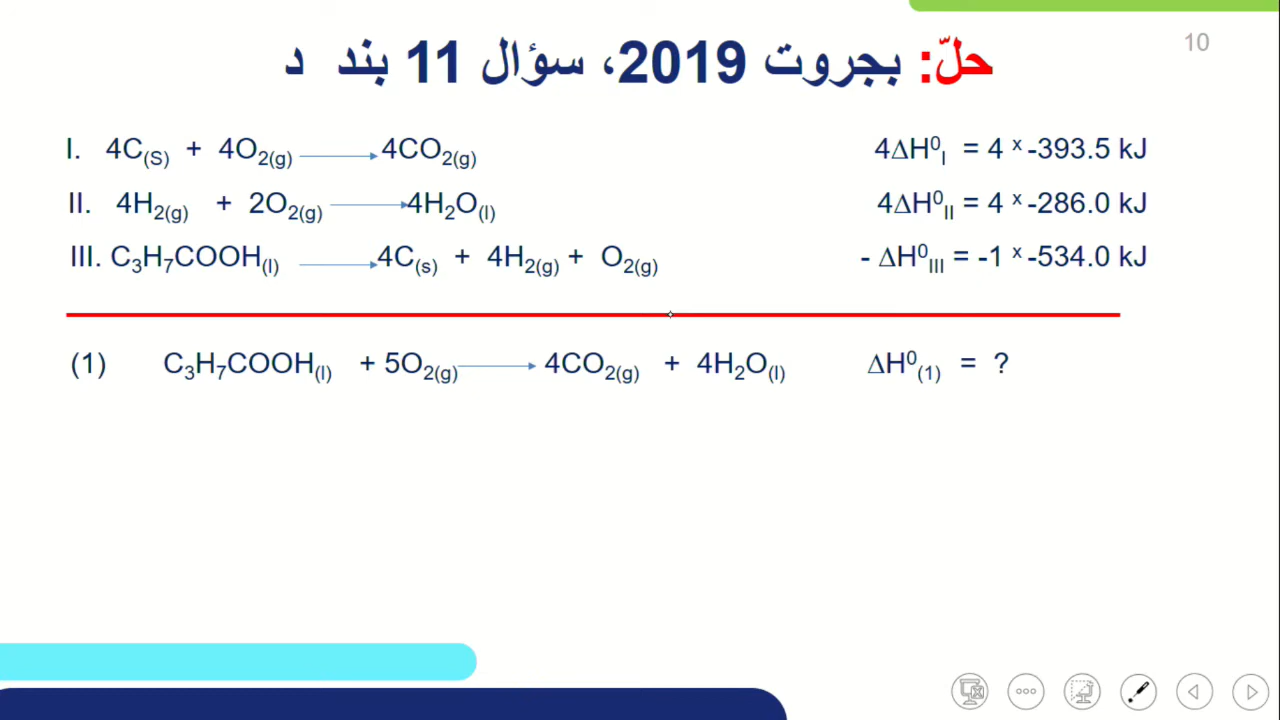 10
حلّ: بجروت 2019، سؤال 11 بند د
I. 4C(S) + 4O2(g) → 4CO2(g) 4ΔH⁰I = 4 x -393.5 kJ
II. 4H2(g) + 2O2(g) → 4H2O(l) 4ΔH⁰II = 4 x -286.0 kJ
III. C3H7COOH(l) → 4C(s) + 4H2(g) + O2(g) - ΔH⁰III = -1 x -534.0 kJ
(1) C3H7COOH(l) + 5O2(g) → 4CO2(g) + 4H2O(l) ΔH⁰(1) = ?